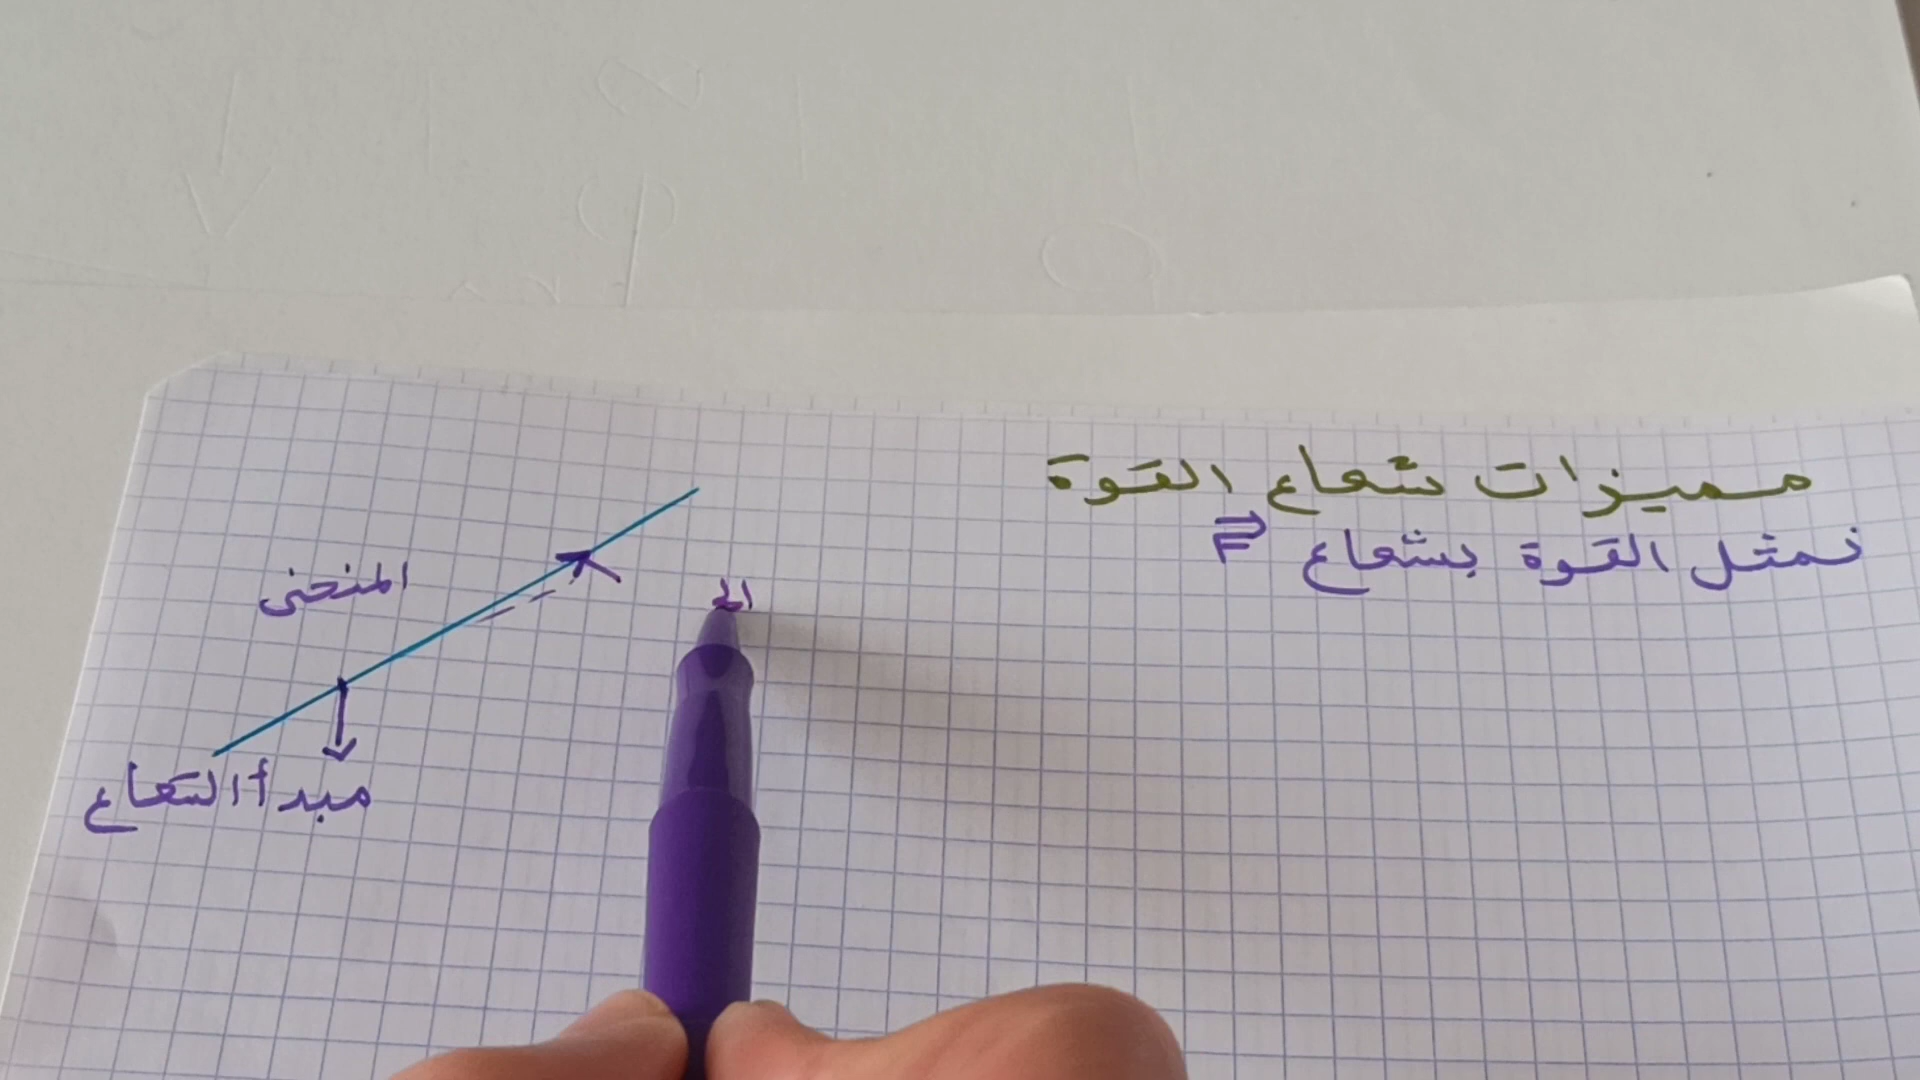 مميزات شعاع القوة
نمثل القوة بشعاع F
المنحنى
مبدأ الشعاع